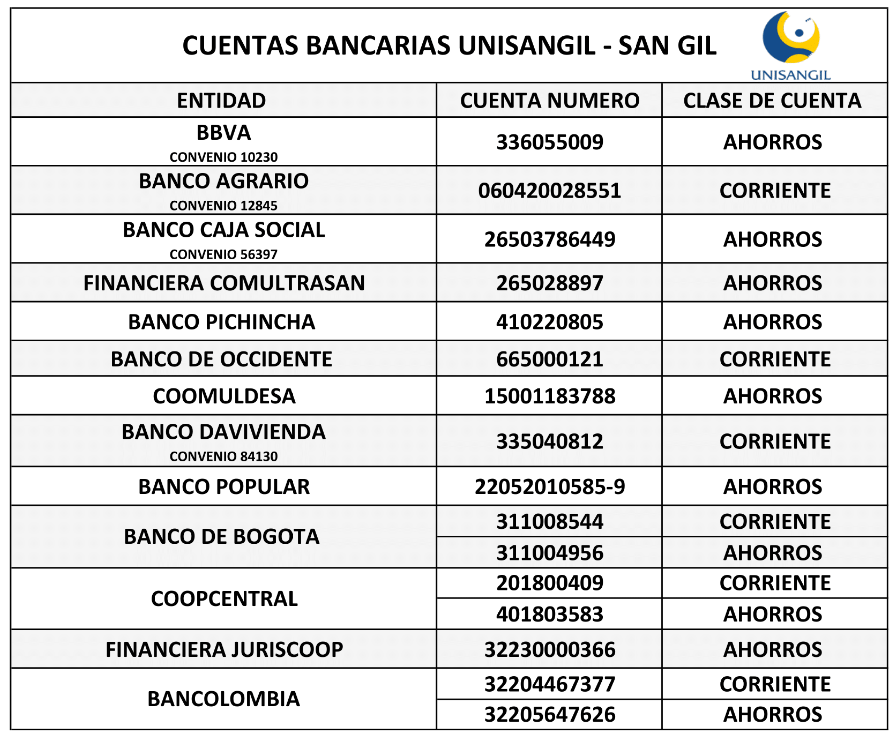 CUENTAS BANCARIAS UNISANGIL - SAN GIL
UNISANGIL
ENTIDAD CUENTA NUMERO CLASE DE CUENTA
BBVA
CONVENIO 10230
336055009 AHORROS
BANCO AGRARIO
CONVENIO 12845
060420028551 CORRIENTE
BANCO CAJA SOCIAL
CONVENIO 56397
26503786449 AHORROS
FINANCIERA COMULTRASAN 265028897 AHORROS
BANCO PICHINCHA 410220805 AHORROS
BANCO DE OCCIDENTE 665000121 CORRIENTE
COOMULDESA 15001183788 AHORROS
BANCO DAVIVIENDA
CONVENIO 84130
335040812 CORRIENTE
BANCO POPULAR 22052010585-9 AHORROS
BANCO DE BOGOTA
311008544 CORRIENTE
311004956 AHORROS
COOPCENTRAL
201800409 CORRIENTE
401803583 AHORROS
FINANCIERA JURISCOOP 32230000366 AHORROS
BANCOLOMBIA
32204467377 CORRIENTE
32205647626 AHORROS